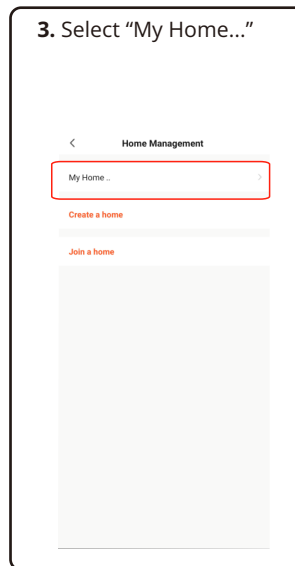 3. Select “My Home...”
Home Management
My Home ..
Create a home
Join a home